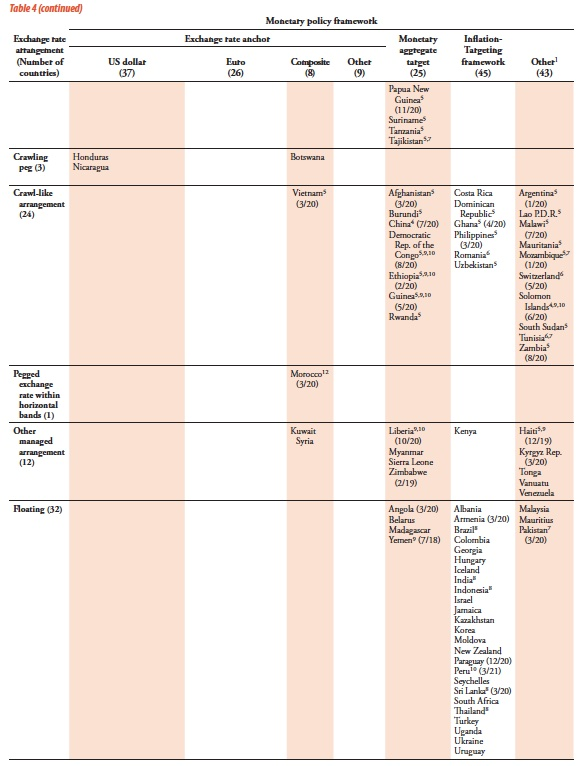 Table 4 (continued)
Monetary policy framework
Exchange rate
arrangement
(Number of
countries)
Exchange rate anchor
US dollar
(37)
Euro
(26)
Composite
(8)
Other
(9)
Monetary
aggregate
target
(25)
Inflation-
Targeting
framework
(45)
Other¹
(43)
Papua New
Guinea⁵
(11/20)
Suriname⁵
Tanzania⁵
Tajikistan⁵,⁷
Crawling
peg (3)
Honduras
Nicaragua
Botswana
Crawl-like
arrangement
(24)
Vietnam⁵
(3/20)
Afghanistan⁵
(3/20)
Burundi⁵
China⁴ (7/20)
Democratic
Rep. of the
Congo⁵,⁹,¹⁰
(8/20)
Ethiopia⁵,⁹,¹⁰
(2/20)
Guinea⁵,⁹,¹⁰
(5/20)
Rwanda⁵
Costa Rica
Dominican
Republic⁵
Ghana⁵ (4/20)
Philippines⁵
(3/20)
Romania⁶
Uzbekistan⁵
Argentina⁵
(1/20)
Lao P.D.R.⁵
Malawi⁵
(7/20)
Mauritania⁵
Mozambique⁵,⁷
(1/20)
Switzerland⁶
(5/20)
Solomon
Islands⁴,⁹,¹⁰
(6/20)
South Sudan⁵
Tunisia⁶,⁷
Zambia⁵
(8/20)
Pegged
exchange
rate within
horizontal
bands (1)
Morocco¹²
(3/20)
Other
managed
arrangement
(12)
Kuwait
Syria
Liberia⁹,¹⁰
(10/20)
Myanmar
Sierra Leone
Zimbabwe
(2/19)
Kenya
Haiti⁵,⁹
(12/19)
Kyrgyz Rep.
(3/20)
Tonga
Vanuatu
Venezuela
Floating (32)
Angola (3/20)
Belarus
Madagascar
Yemen⁹ (7/18)
Albania
Armenia (3/20)
Brazil⁸
Colombia
Georgia
Hungary
Iceland
India⁸
Indonesia⁸
Israel
Jamaica
Kazakhstan
Korea
Moldova
New Zealand
Paraguay (12/20)
Peru¹⁰ (3/21)
Seychelles
Sri Lanka⁸ (3/20)
South Africa
Thailand⁸
Turkey
Uganda
Ukraine
Uruguay
Malaysia
Mauritius
Pakistan⁷
(3/20)